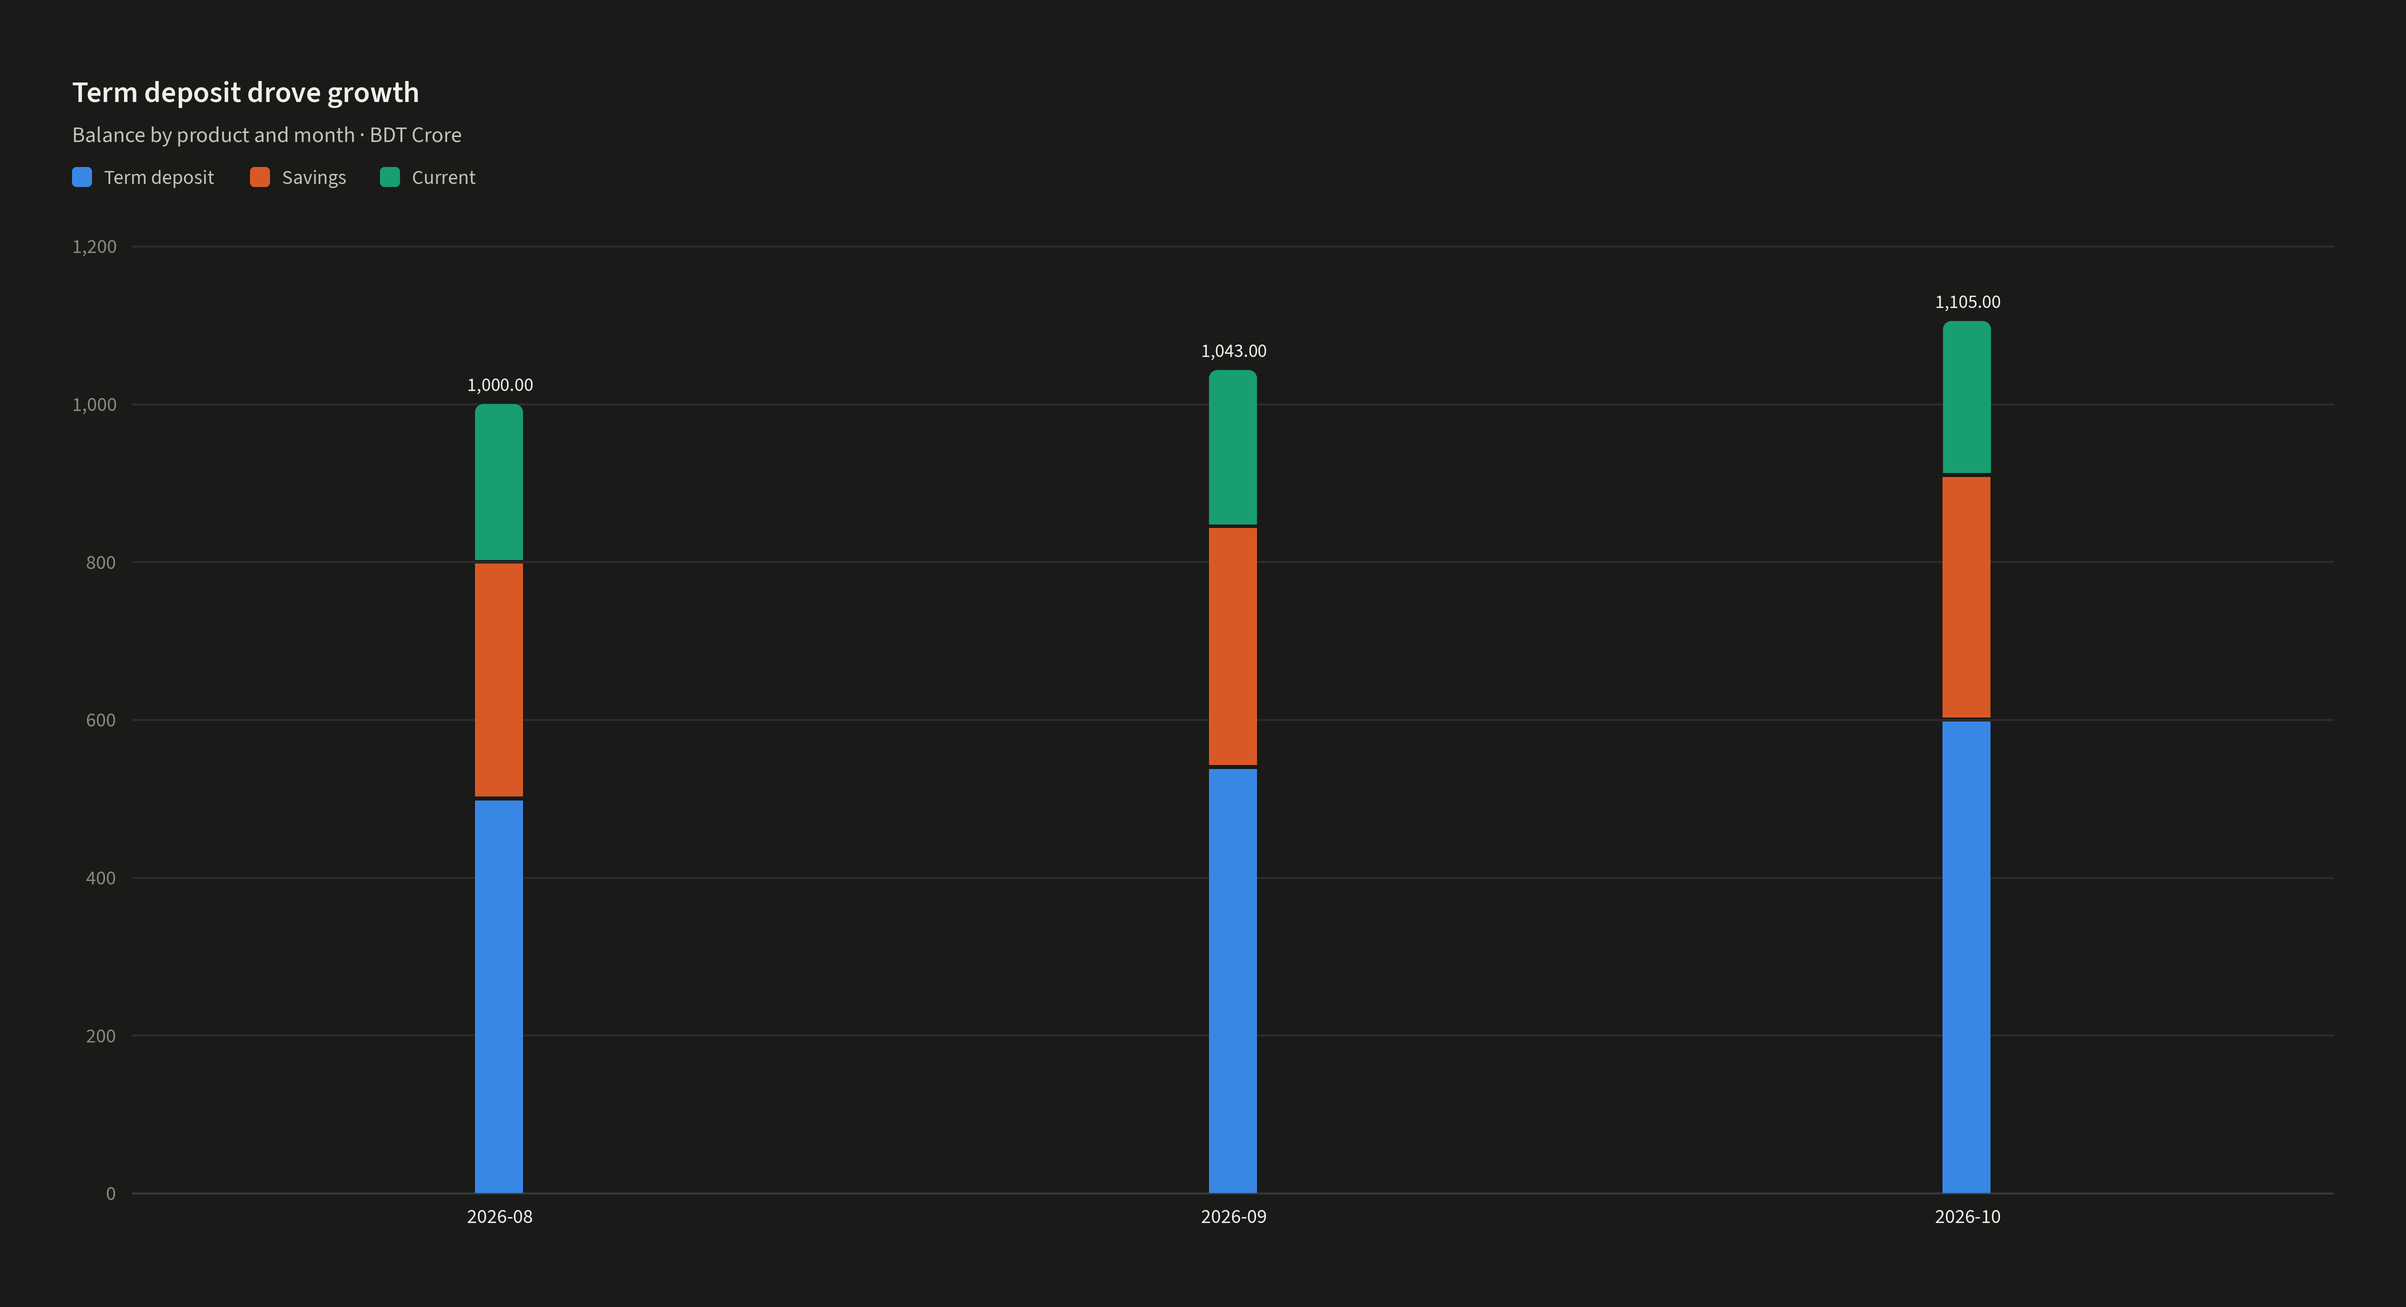 Term deposit drove growth
Balance by product and month · BDT Crore
Term deposit Savings Current
1,200
1,105.00
1,043.00
1,000.00
1,000
800
600
400
200
0
2026-08 2026-09 2026-10